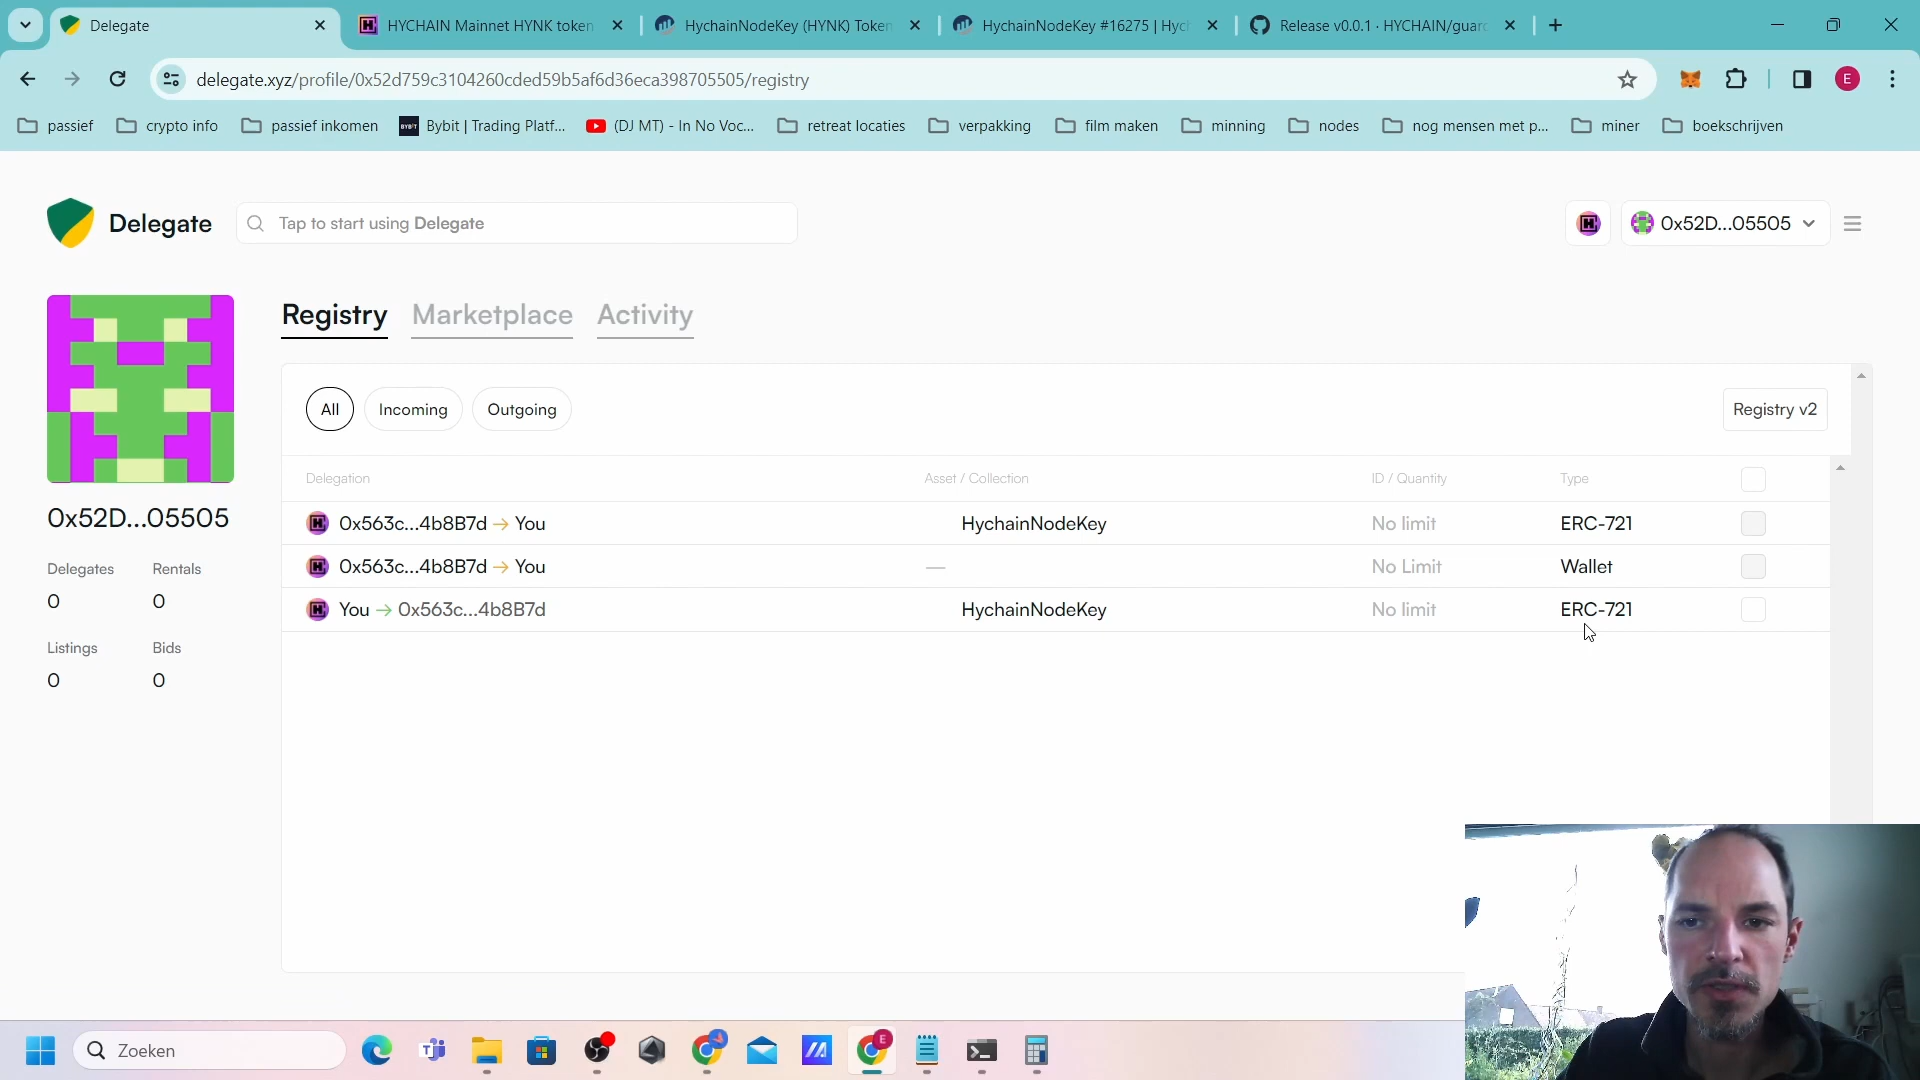 Delegate
HYCHAIN Mainnet HYNK token
HychainNodeKey (HYNK) Token
HychainNodeKey #16275 | Hyc
Release v0.0.1 · HYCHAIN/guar
delegate.xyz/profile/0x52d759c3104260cded59b5af6d36eca398705505/registry
E
passief
crypto info
passief inkomen
BYBIT
Bybit | Trading Platf...
(DJ MT) - In No Voc...
retreat locaties
verpakking
film maken
minning
nodes
nog mensen met p...
miner
boekschrijven
Delegate
Tap to start using Delegate
0x52D...05505
Registry
Marketplace
Activity
All
Incoming
Outgoing
Registry v2
Delegation
Asset / Collection
ID / Quantity
Type
0x563c...4b8B7d → You
HychainNodeKey
No limit
ERC-721
0x563c...4b8B7d → You
—
No Limit
Wallet
You → 0x563c...4b8B7d
HychainNodeKey
No limit
ERC-721
0x52D...05505
Delegates
Rentals
0
0
Listings
Bids
0
0
Zoeken
E